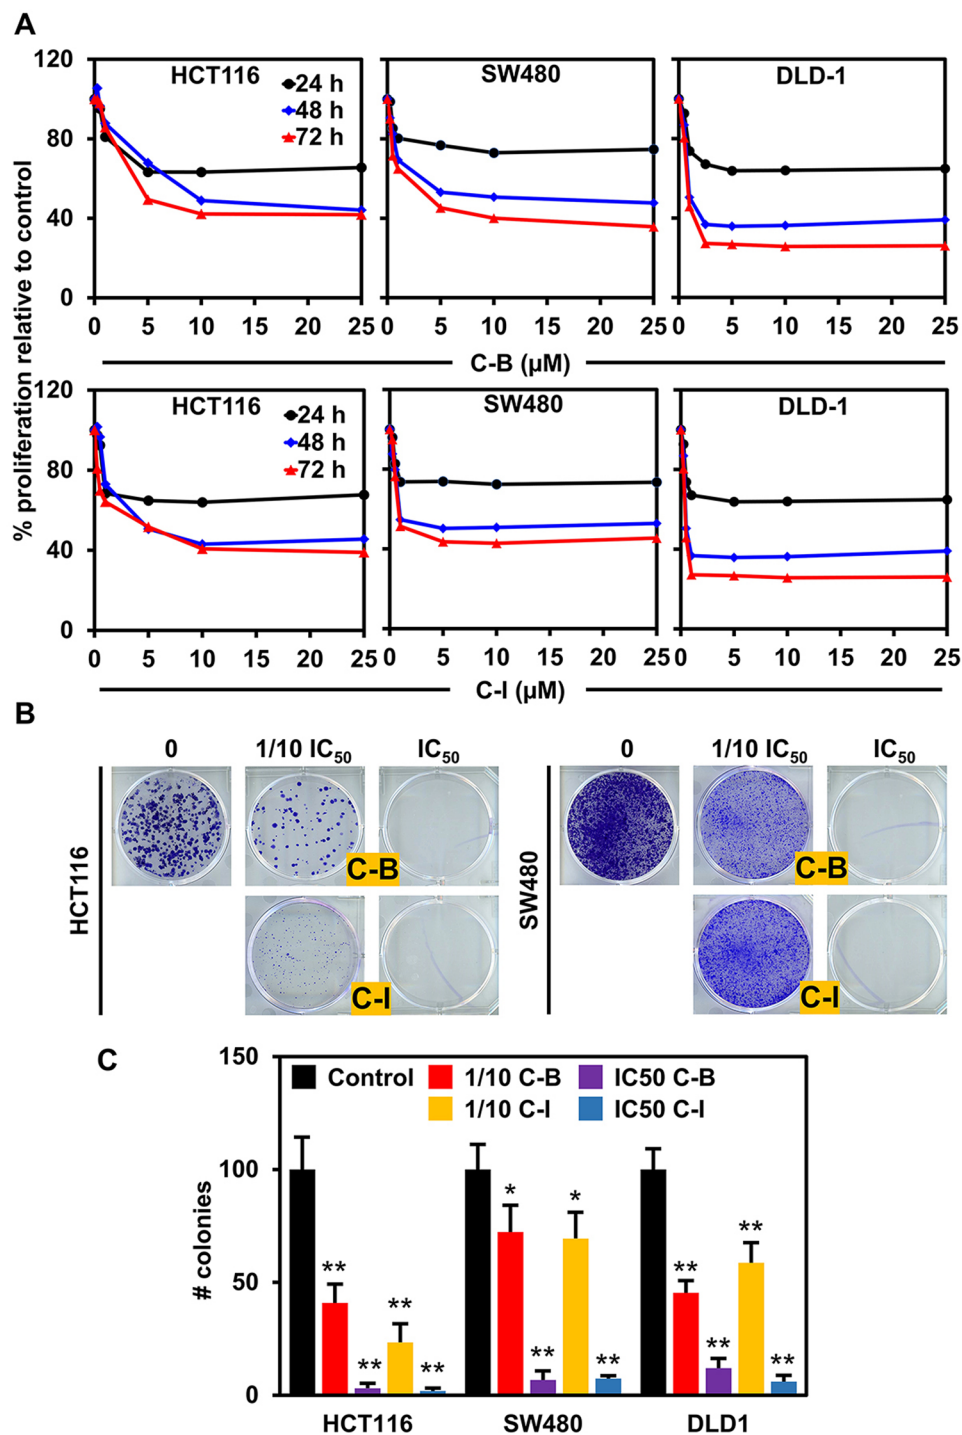 A
HCT116 SW480 DLD-1
24 h
48 h
72 h
120
80
40
0
0 5 10 15 20 25 0 5 10 15 20 25 0 5 10 15 20 25
C-B (µM)
% proliferation relative to control
HCT116 SW480 DLD-1
24 h
48 h
72 h
120
80
40
0
0 5 10 15 20 25 0 5 10 15 20 25 0 5 10 15 20 25
C-I (µM)
B
0 1/10 IC50 IC50 0 1/10 IC50 IC50
HCT116
C-B
C-I
SW480
C-B
C-I
C
150
100
50
0
# colonies
Control 1/10 C-B IC50 C-B
1/10 C-I IC50 C-I
** ** ** **
* ** * **
** ** ** **
HCT116 SW480 DLD1